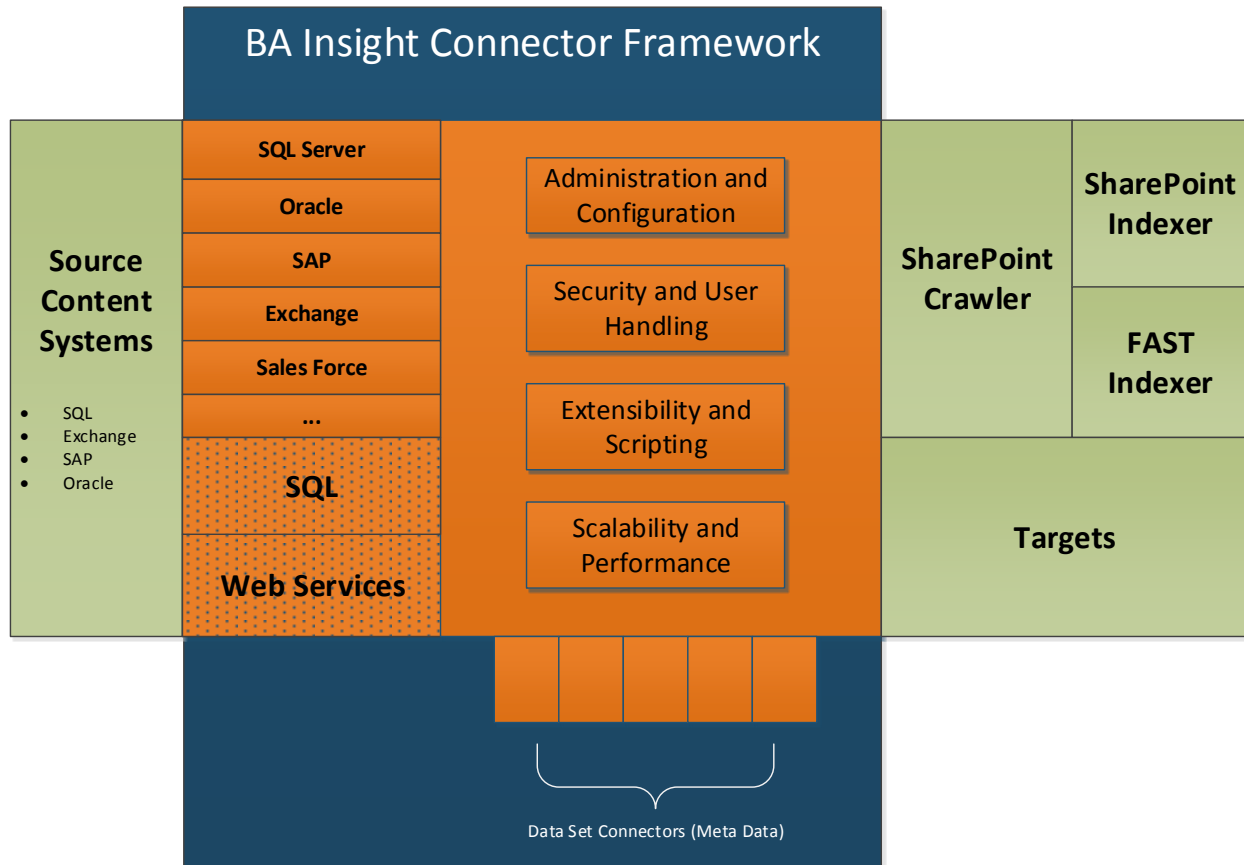 BA Insight Connector Framework
Source
Content
Systems
• SQL
• Exchange
• SAP
• Oracle
SQL Server
Oracle
SAP
Exchange
Sales Force
...
SQL
Web Services
Administration and
Configuration
Security and User
Handling
Extensibility and
Scripting
Scalability and
Performance
SharePoint
Crawler
SharePoint
Indexer
FAST
Indexer
Targets
Data Set Connectors (Meta Data)